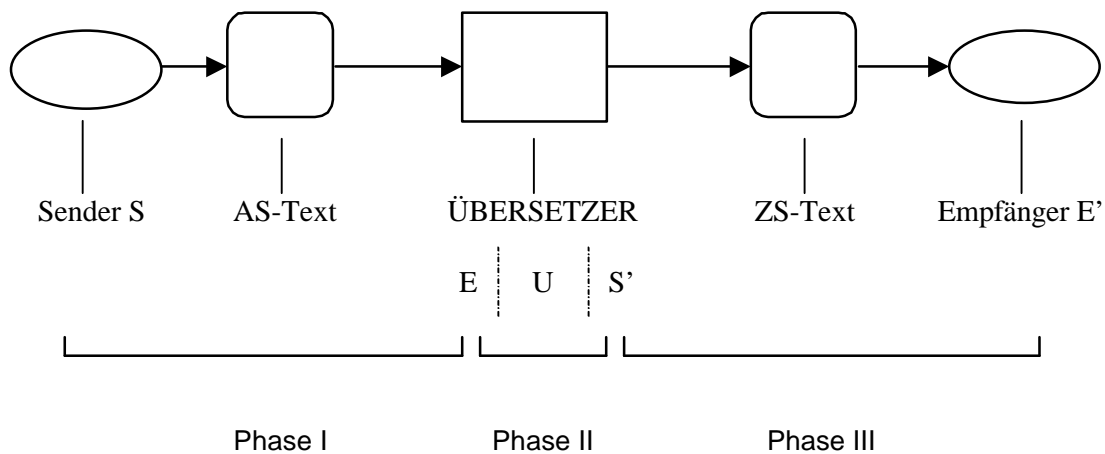 Sender S AS-Text ÜBERSETZER ZS-Text Empfänger E’
E U S’
Phase I Phase II Phase III